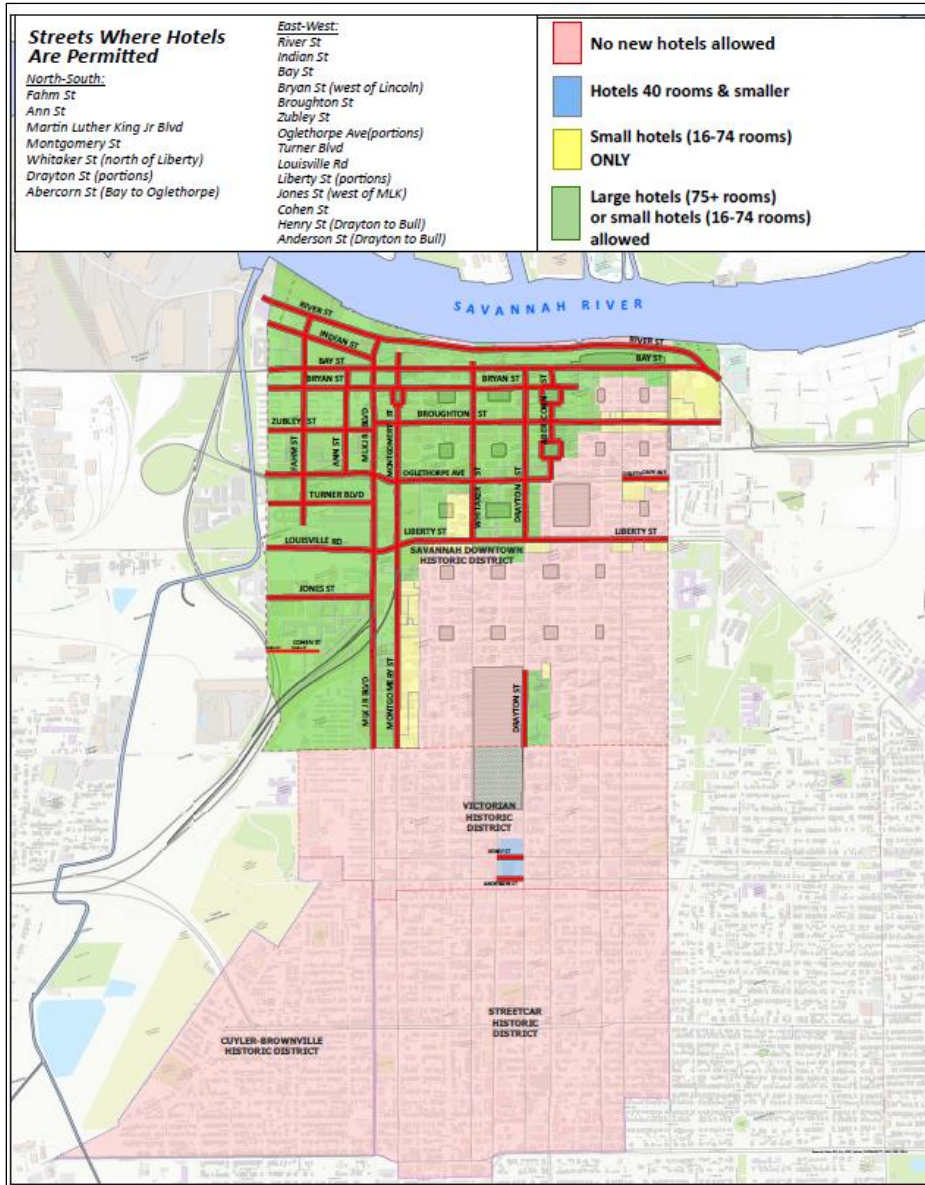 Streets Where Hotels
Are Permitted
North-South:
Fahm St
Ann St
Martin Luther King Jr Blvd
Montgomery St
Whitaker St (north of Liberty)
Drayton St (portions)
Abercorn St (Bay to Oglethorpe)
East-West:
River St
Indian St
Bay St
Bryan St (west of Lincoln)
Broughton St
Zubley St
Oglethorpe Ave(portions)
Turner Blvd
Louisville Rd
Liberty St (portions)
Jones St (west of MLK)
Cohen St
Henry St (Drayton to Bull)
Anderson St (Drayton to Bull)
No new hotels allowed
Hotels 40 rooms & smaller
Small hotels (16-74 rooms)
ONLY
Large hotels (75+ rooms)
or small hotels (16-74 rooms)
allowed
SAVANNAH RIVER
RIVER ST
INDIAN ST
RIVER ST
BAY ST
BAY ST
BRYAN ST
BRYAN ST
ABERCORN ST
ZUBLEY ST
BROUGHTON ST
MLK JR BLVD
MONTGOMERY ST
FAHM ST
ANN ST
OGLETHORPE AVE
OGLETHORPE AVE
WHITAKER ST
DRAYTON ST
TURNER BLVD
LIBERTY ST
LIBERTY ST
LOUISVILLE RD
SAVANNAH DOWNTOWN
HISTORIC DISTRICT
JONES ST
COHEN ST
MLK JR BLVD
MONTGOMERY ST
DRAYTON ST
VICTORIAN
HISTORIC
DISTRICT
HENRY ST
ANDERSON ST
STREETCAR
HISTORIC
DISTRICT
CUYLER-BROWNVILLE
HISTORIC DISTRICT